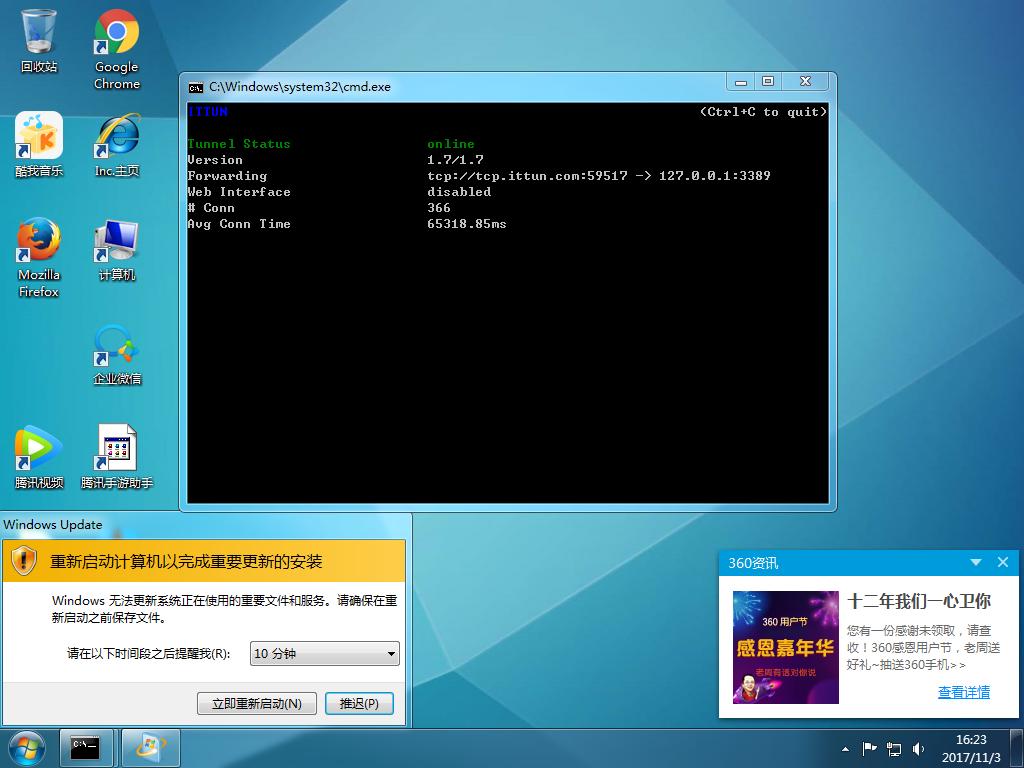 回收站
Google
Chrome
酷我音乐
Inc.主页
Mozilla
Firefox
计算机
企业微信
腾讯视频
腾讯手游助手
C:\Windows\system32\cmd.exe
ITTUN (Ctrl+C to quit)
Tunnel Status online
Version 1.7/1.7
Forwarding tcp://tcp.ittun.com:59517 -> 127.0.0.1:3389
Web Interface disabled
# Conn 366
Avg Conn Time 65318.85ms
Windows Update
重新启动计算机以完成重要更新的安装
Windows 无法更新系统正在使用的重要文件和服务。请确保在重
新启动之前保存文件。
请在以下时间段之后提醒我(R):
10 分钟
立即重新启动(N)
推迟(P)
360资讯
360 用户节
感恩嘉年华
老周有话对你说
十二年我们一心卫你
您有一份感谢未领取，请查
收！360感恩用户节，老周送
好礼~抽送360手机>>
查看详情
C:\
16:23
2017/11/3